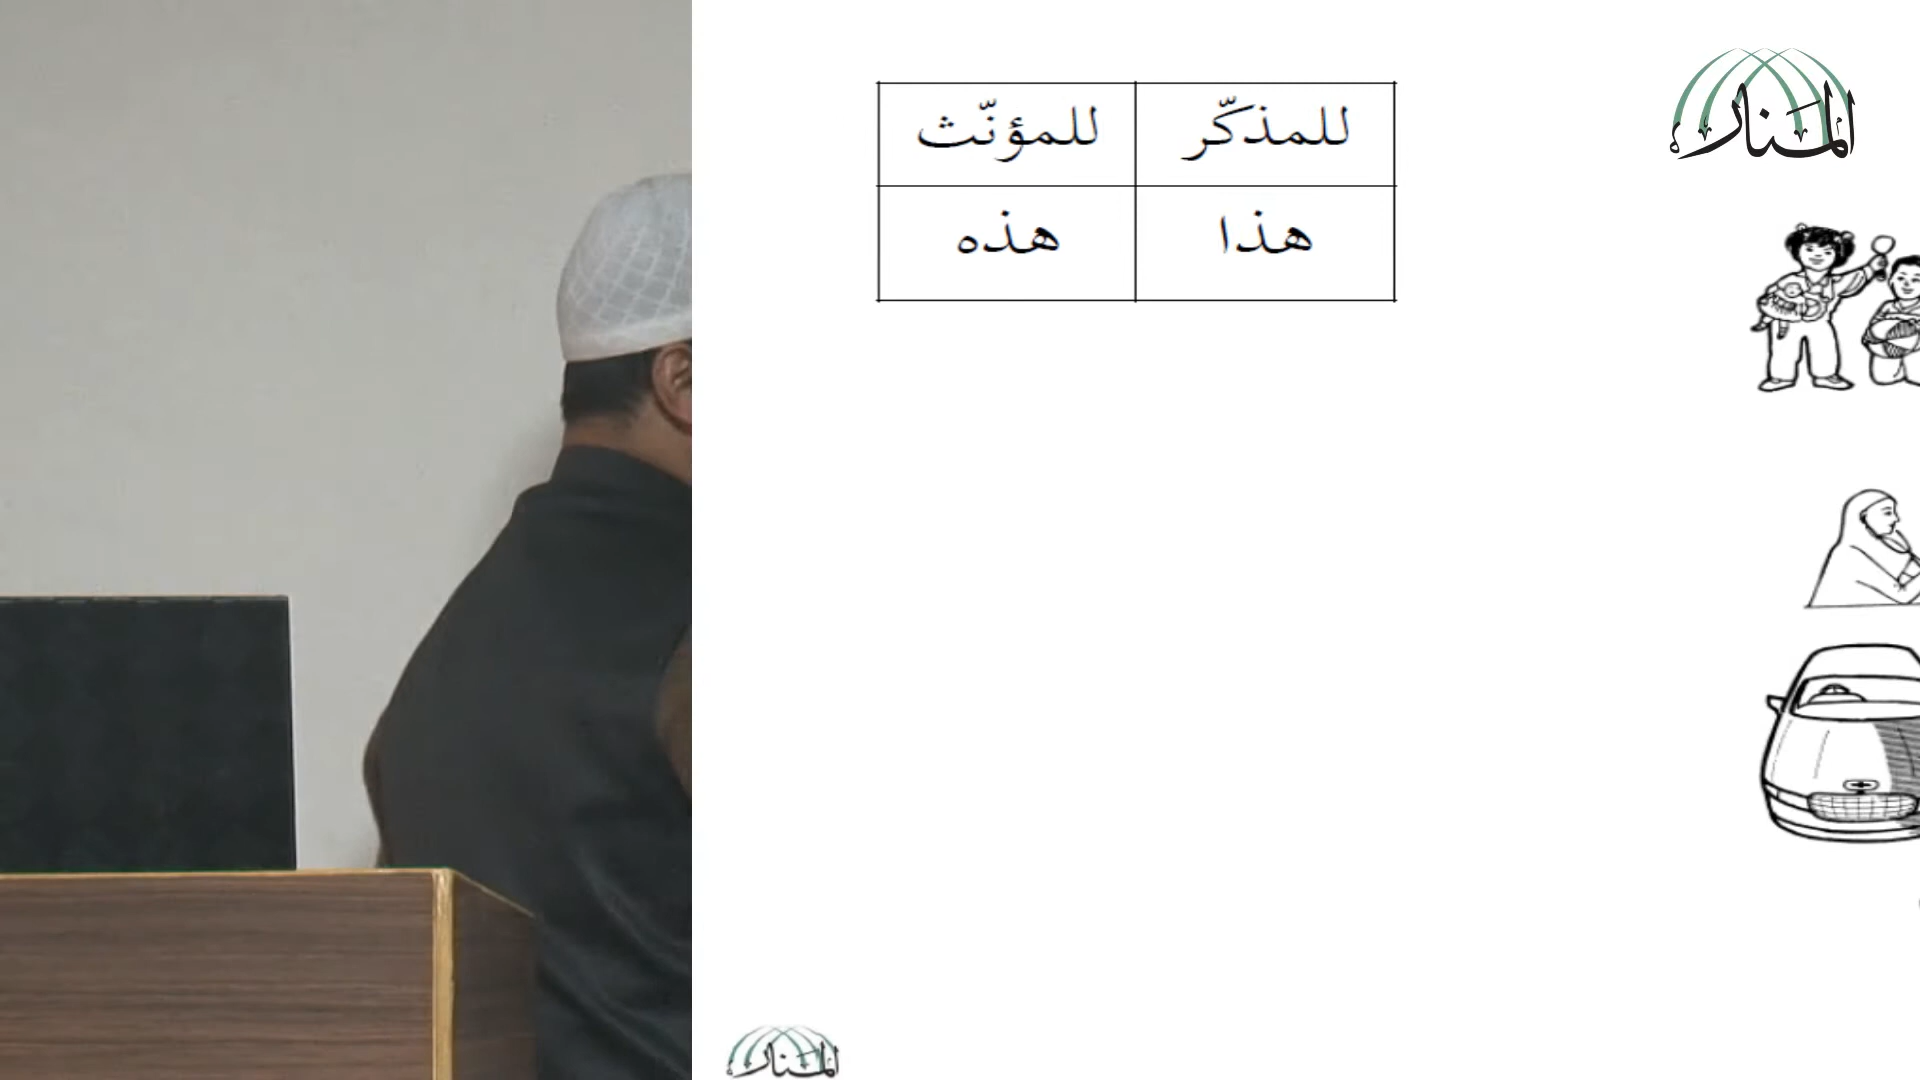 المنار
للمذكّر للمؤنّث
هذا هذه
المنار